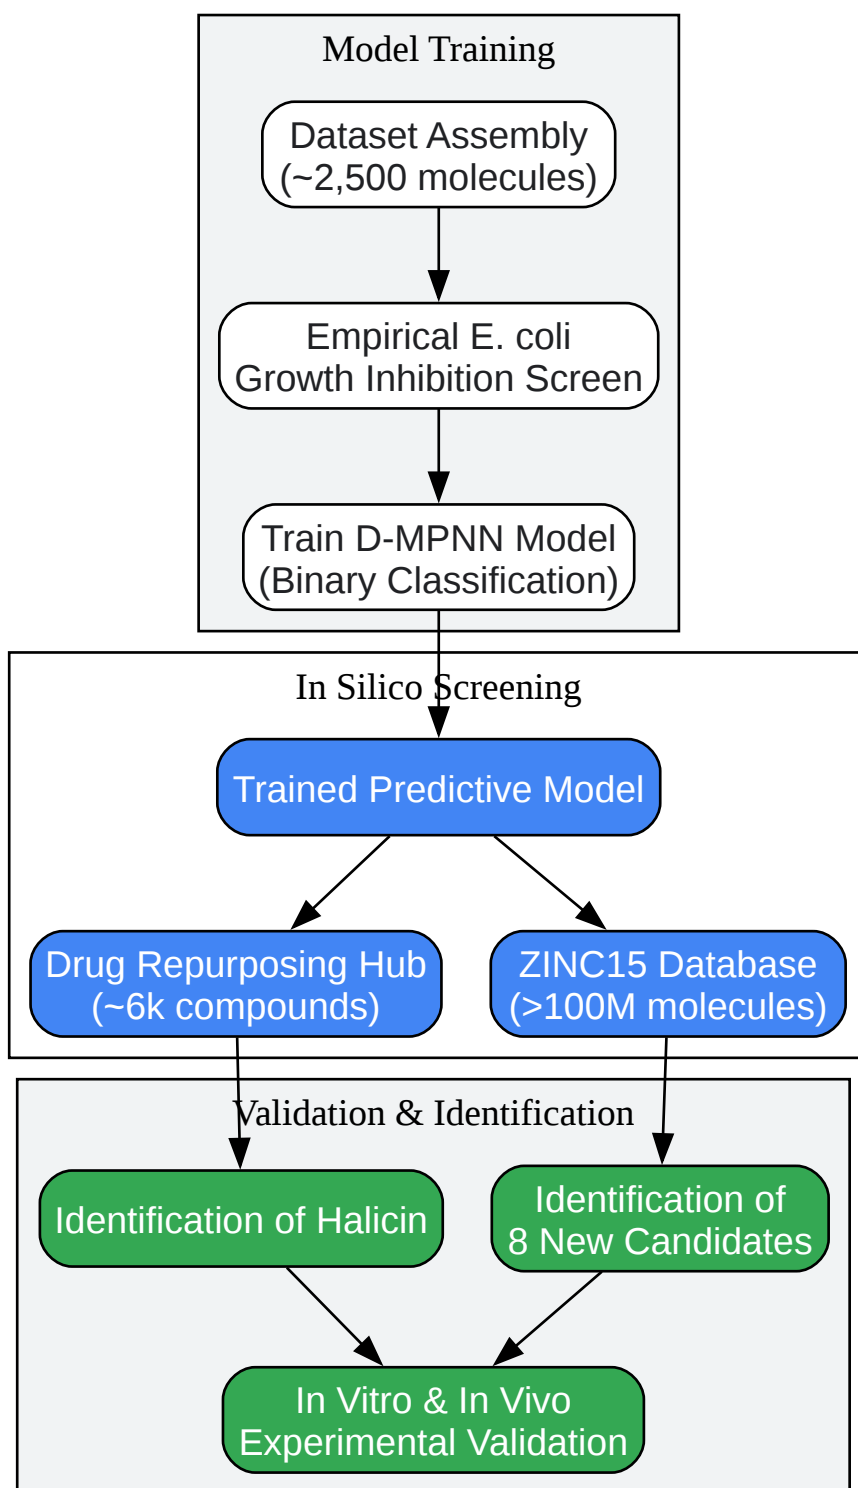 Model Training
Dataset Assembly
(~2,500 molecules)
Empirical E. coli
Growth Inhibition Screen
Train D-MPNN Model
(Binary Classification)
In Silico Screening
Trained Predictive Model
Drug Repurposing Hub
(~6k compounds)
ZINC15 Database
(>100M molecules)
Validation & Identification
Identification of Halicin
Identification of
8 New Candidates
In Vitro & In Vivo
Experimental Validation